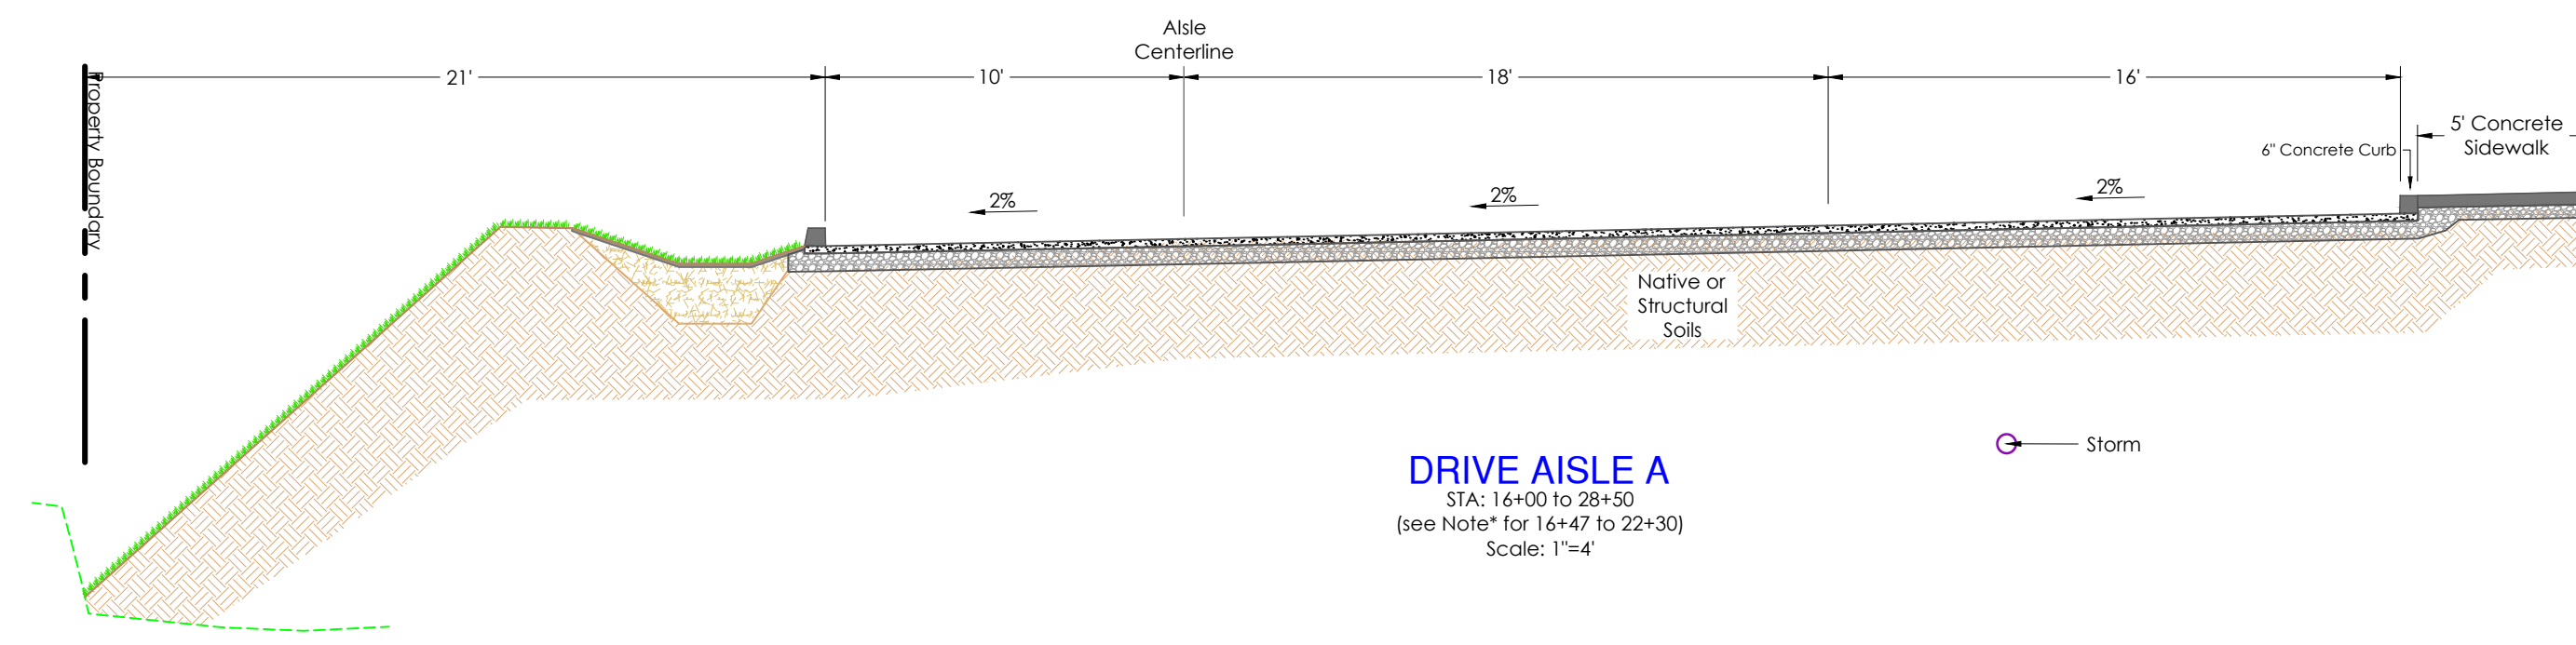 AIsle
Centerline
21'
10'
18'
16'
Property Boundary
5' Concrete
Sidewalk
6" Concrete Curb
2%
2%
2%
Native or
Structural
Soils
Storm
DRIVE AISLE A
STA: 16+00 to 28+50
(see Note* for 16+47 to 22+30)
Scale: 1"=4'